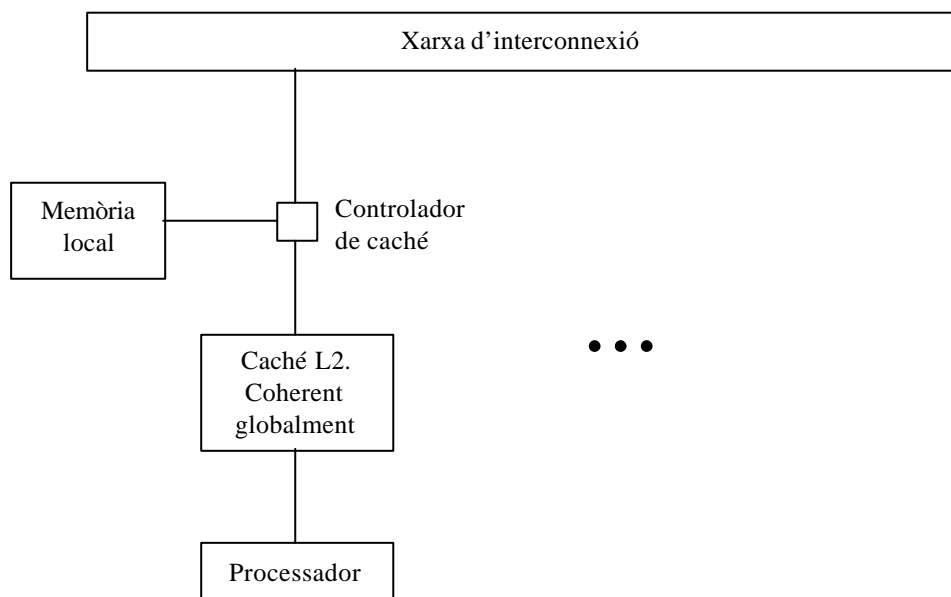 Xarxa d’interconnexió
Memòria
local
Controlador
de caché
Caché L2.
Coherent
globalment
Processador